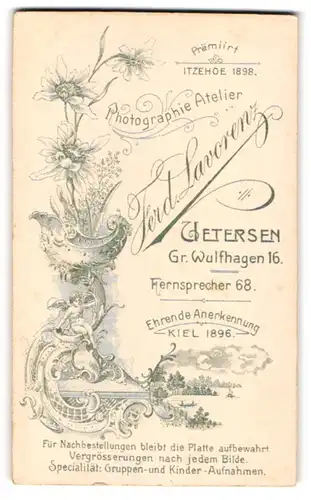 Prämiirt
ITZEHOE 1898.
Photographie Atelier
Ferd. Lavorenz
UETERSEN
Gr. Wulfhagen 16.
Fernsprecher 68.
Ehrende Anerkennung
KIEL 1896.
Für Nachbestellungen bleibt die Platte aufbewahrt
Vergrösserungen nach jedem Bilde.
Specialität: Gruppen- und Kinder-Aufnahmen.